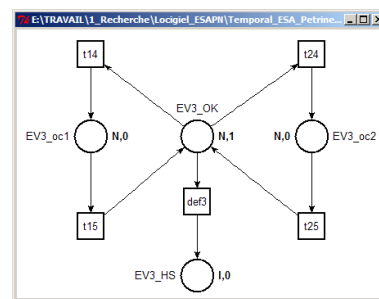 E:\TRAVAIL\1_Recherche\Locigiel_ESAPN\Temporal_ESA_Petrine...
t14
t24
EV3_OK
EV3_oc1
N,0
N,1
N,0
EV3_oc2
def3
t15
t25
EV3_HS
I,0